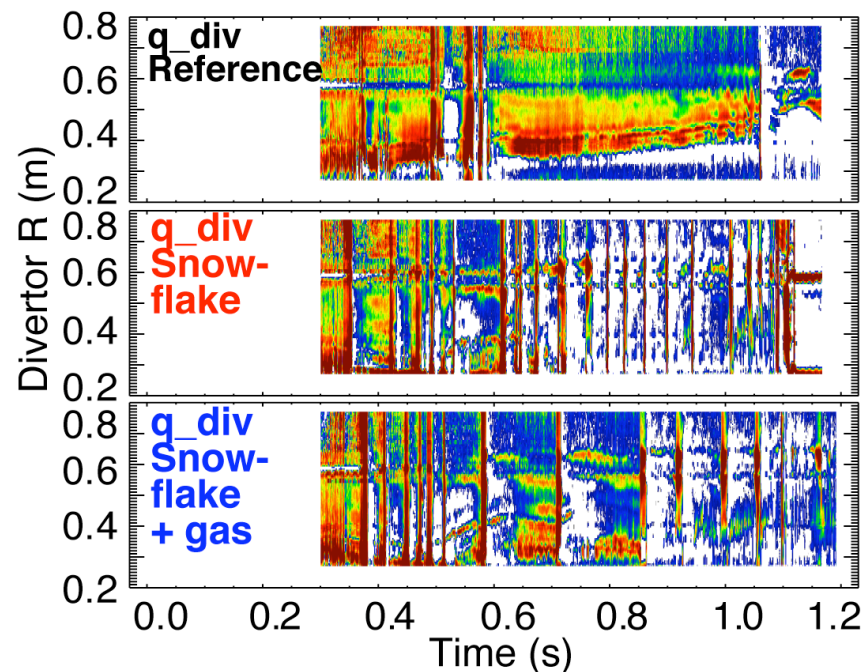 q_div
Reference
0.8
0.6
0.4
0.2
q_div
Snow-
flake
0.8
0.6
0.4
0.2
q_div
Snow-
flake
+ gas
0.8
0.6
0.4
0.2
Divertor R (m)
0.0 0.2 0.4 0.6 0.8 1.0 1.2
Time (s)